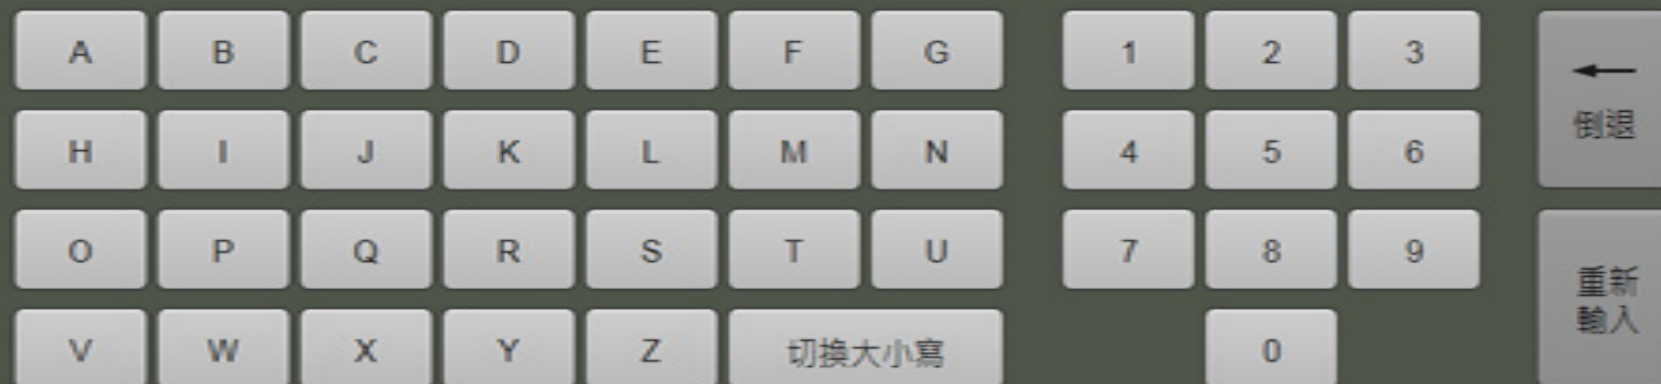 A B C D E F G 1 2 3 ←
倒退
H I J K L M N 4 5 6
O P Q R S T U 7 8 9
重新
輸入
V W X Y Z 切換大小寫 0